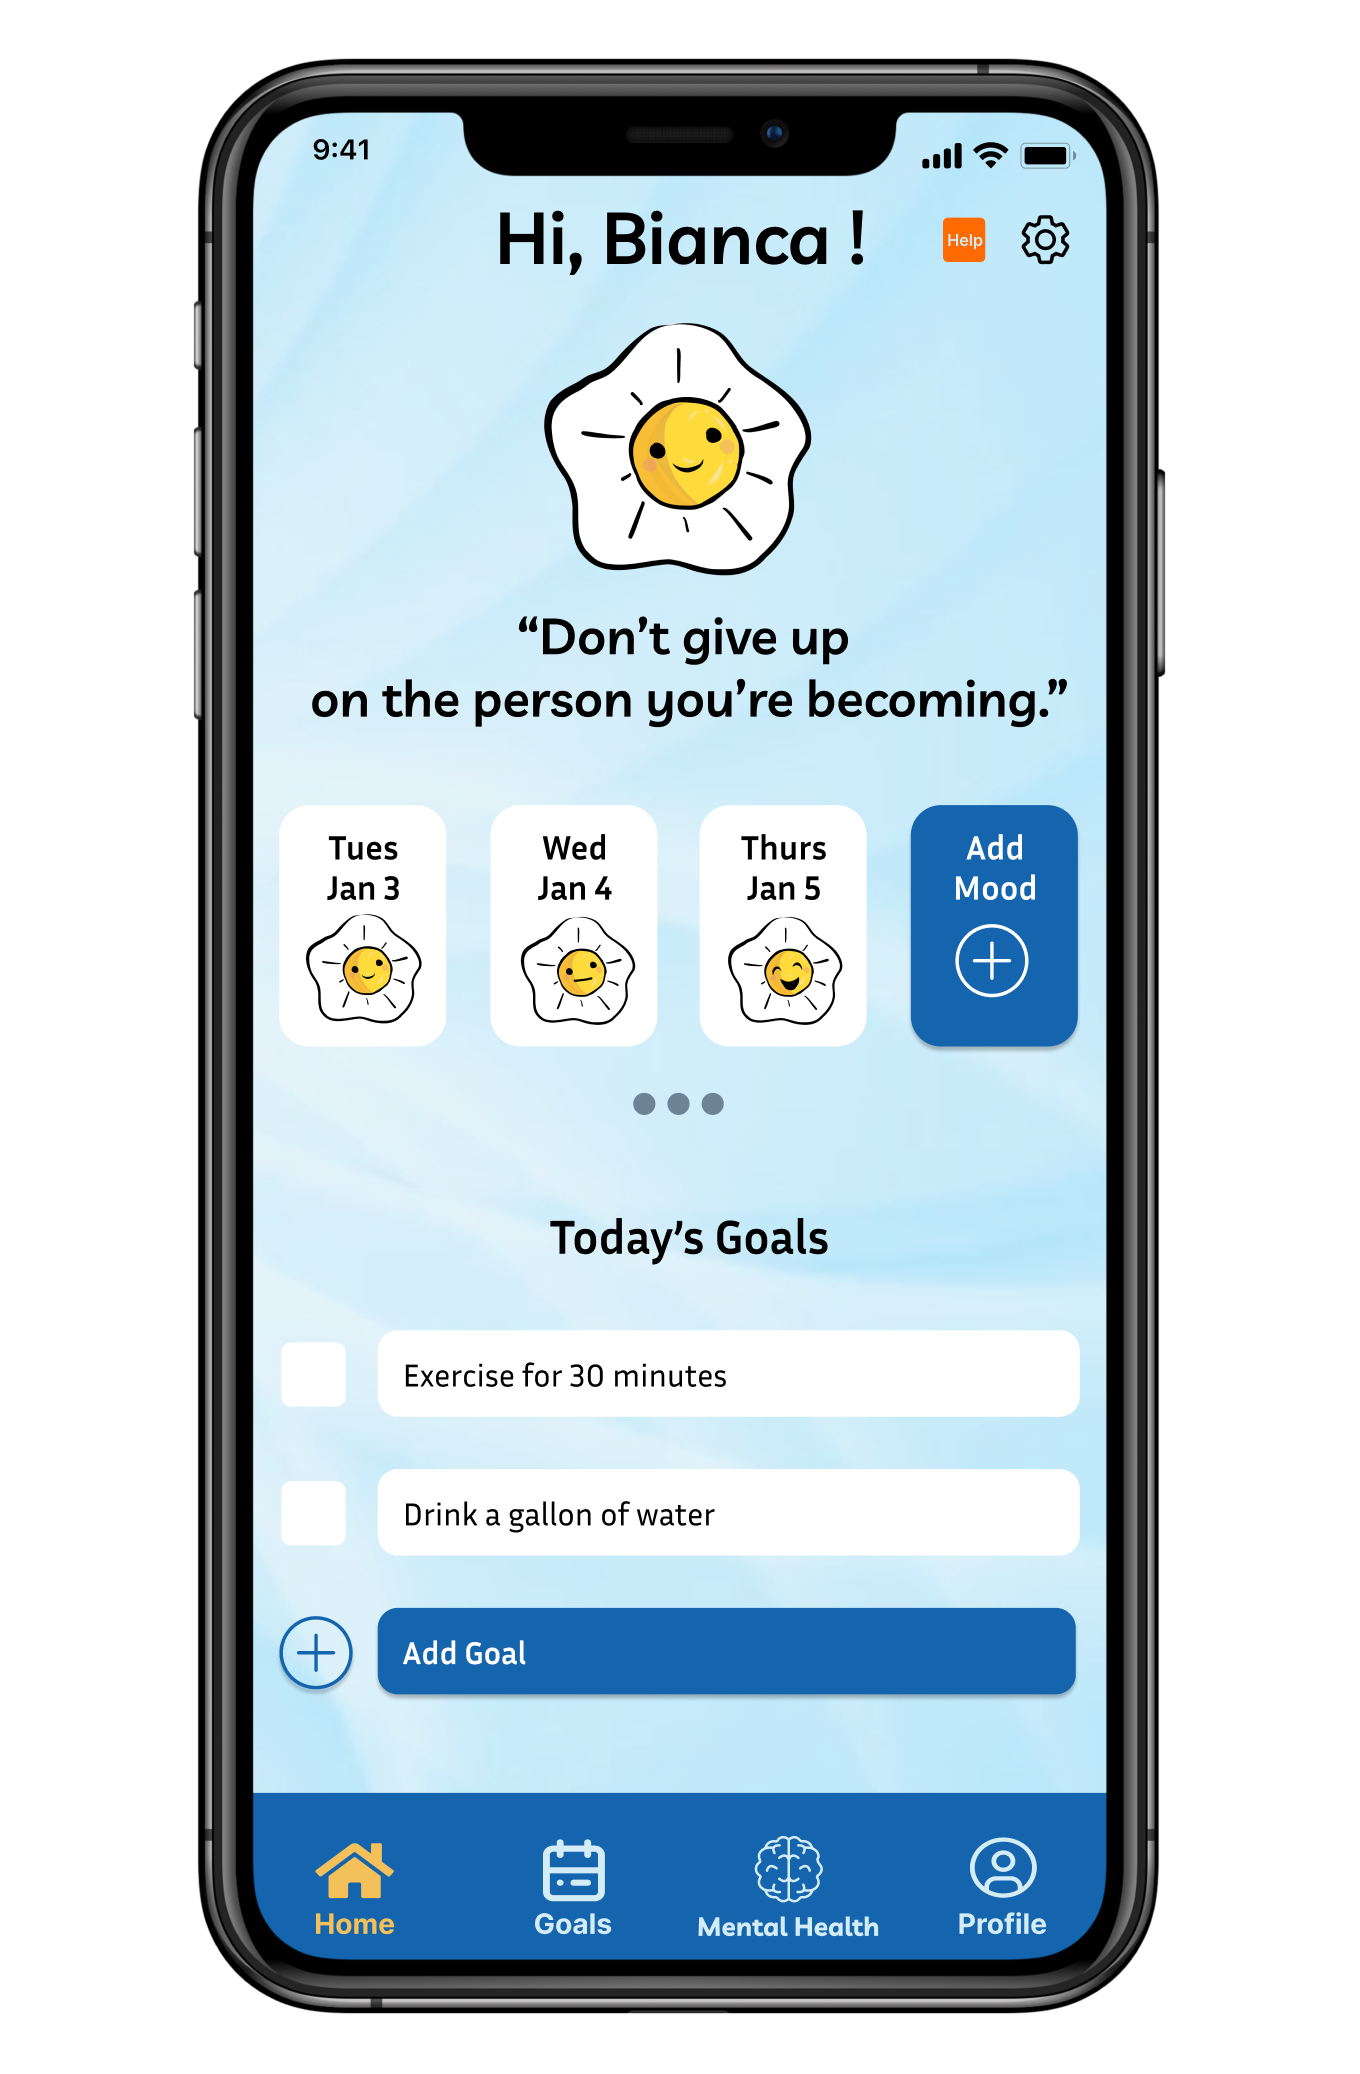 9:41
Hi, Bianca !
Help
“Don’t give up
on the person you’re becoming.”
Tues
Jan 3
Wed
Jan 4
Thurs
Jan 5
Add
Mood
Today’s Goals
Exercise for 30 minutes
Drink a gallon of water
Add Goal
Home
Goals
Mental Health
Profile